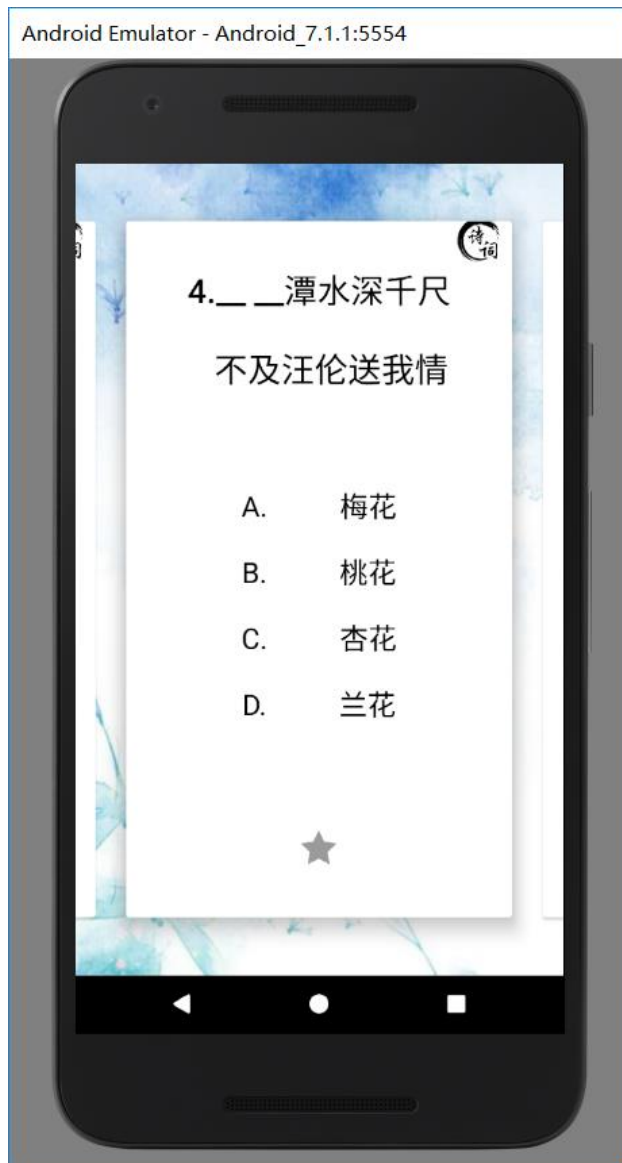 Android Emulator - Android_7.1.1:5554
诗词
4.__ __潭水深千尺
不及汪伦送我情
A. 梅花
B. 桃花
C. 杏花
D. 兰花